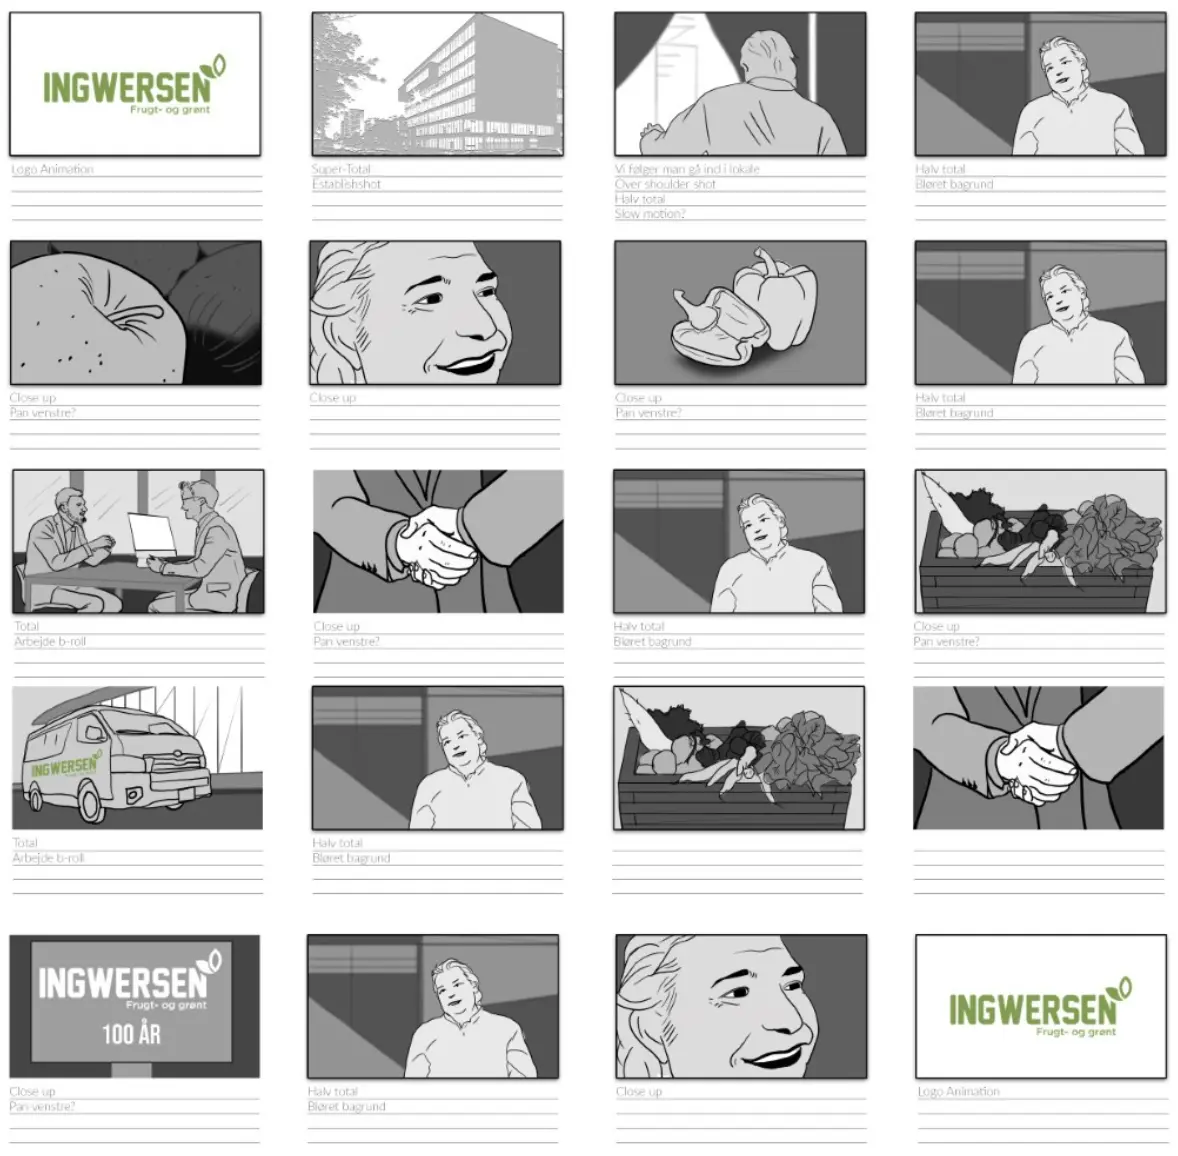 INGWERSEN
Frugt- og grønt
Logo Animation
Super-Total
Establishshot
Vi følger man gå ind i lokale
Over shoulder shot
Halv total
Slow motion?
Halv total
Bløret bagrund
Close up
Pan venstre?
Close up
Close up
Pan venstre?
Halv total
Bløret bagrund
Total
Arbejde b-roll
Close up
Pan venstre?
Halv total
Bløret bagrund
Close up
Pan venstre?
INGWERSEN
Total
Arbejde b-roll
Halv total
Bløret bagrund
INGWERSEN
Frugt- og grønt
100 ÅR
Close up
Pan venstre?
Halv total
Bløret bagrund
Close up
INGWERSEN
Frugt- og grønt
Logo Animation